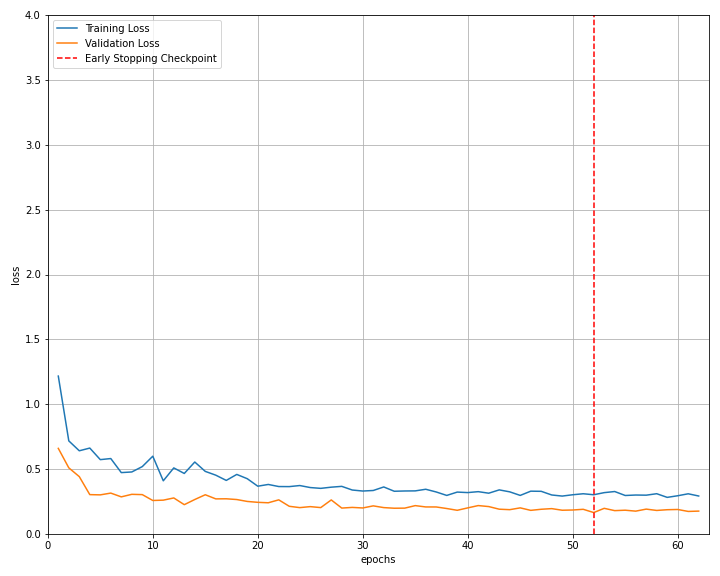 Training Loss
Validation Loss
Early Stopping Checkpoint
4.0
3.5
3.0
2.5
2.0
1.5
1.0
0.5
0.0
loss
0 10 20 30 40 50 60
epochs